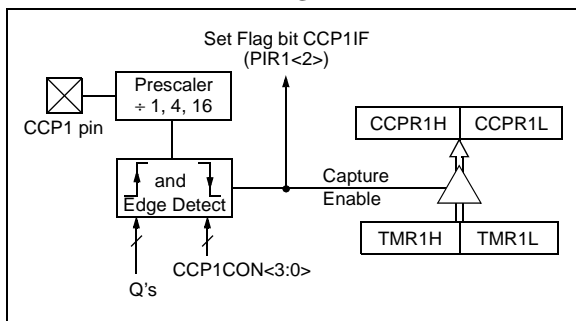 Set Flag bit CCP1IF
(PIR1<2>)
Prescaler
÷ 1, 4, 16
CCP1 pin
CCPR1H
CCPR1L
and
Edge Detect
Capture
Enable
TMR1H
TMR1L
CCP1CON<3:0>
Q's